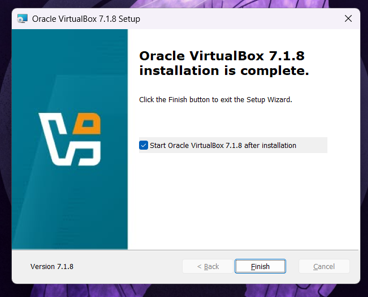 Oracle VirtualBox 7.1.8 Setup
Oracle VirtualBox 7.1.8
installation is complete.
Click the Finish button to exit the Setup Wizard.
Start Oracle VirtualBox 7.1.8 after installation
Version 7.1.8
< Back
Finish
Cancel